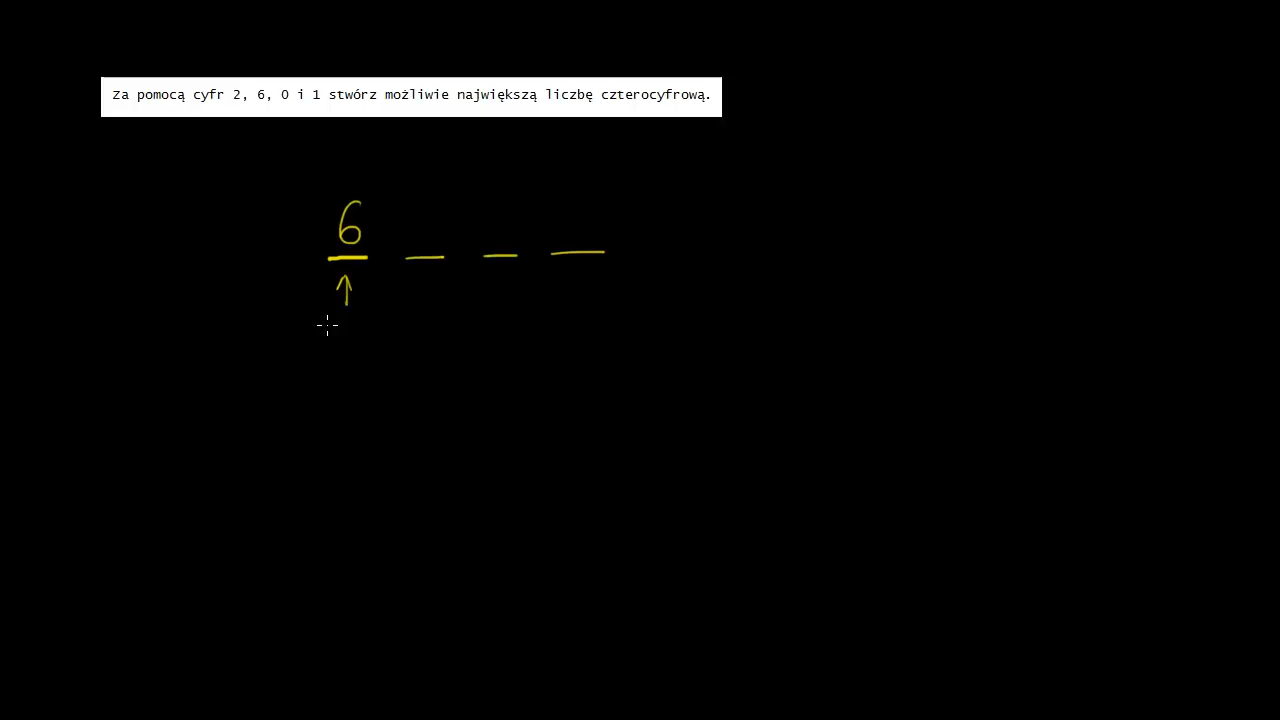 Za pomocą cyfr 2, 6, 0 i 1 stwórz możliwie największą liczbę czterocyfrową.
6